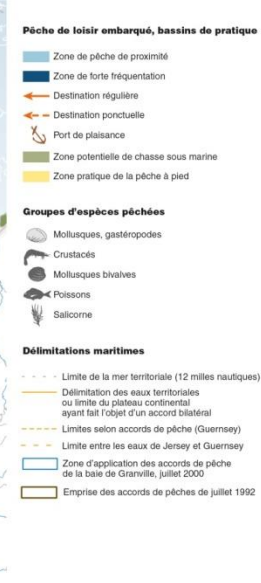 Pêche de loisir embarqué, bassins de pratique
Zone de pêche de proximité
Zone de forte fréquentation
Destination régulière
Destination ponctuelle
Port de plaisance
Zone potentielle de chasse sous marine
Zone pratique de la pêche à pied
Groupes d'espèces pêchées
Mollusques, gastéropodes
Crustacés
Mollusques bivalves
Poissons
Salicorne
Délimitations maritimes
Limite de la mer territoriale (12 milles nautiques)
Délimitation des eaux territoriales
ou limite du plateau continental
ayant fait l'objet d'un accord bilatéral
Limites selon accords de pêche (Guernsey)
Limite entre les eaux de Jersey et Guernsey
Zone d'application des accords de pêche
de la baie de Granville, juillet 2000
Emprise des accords de pêches de juillet 1992